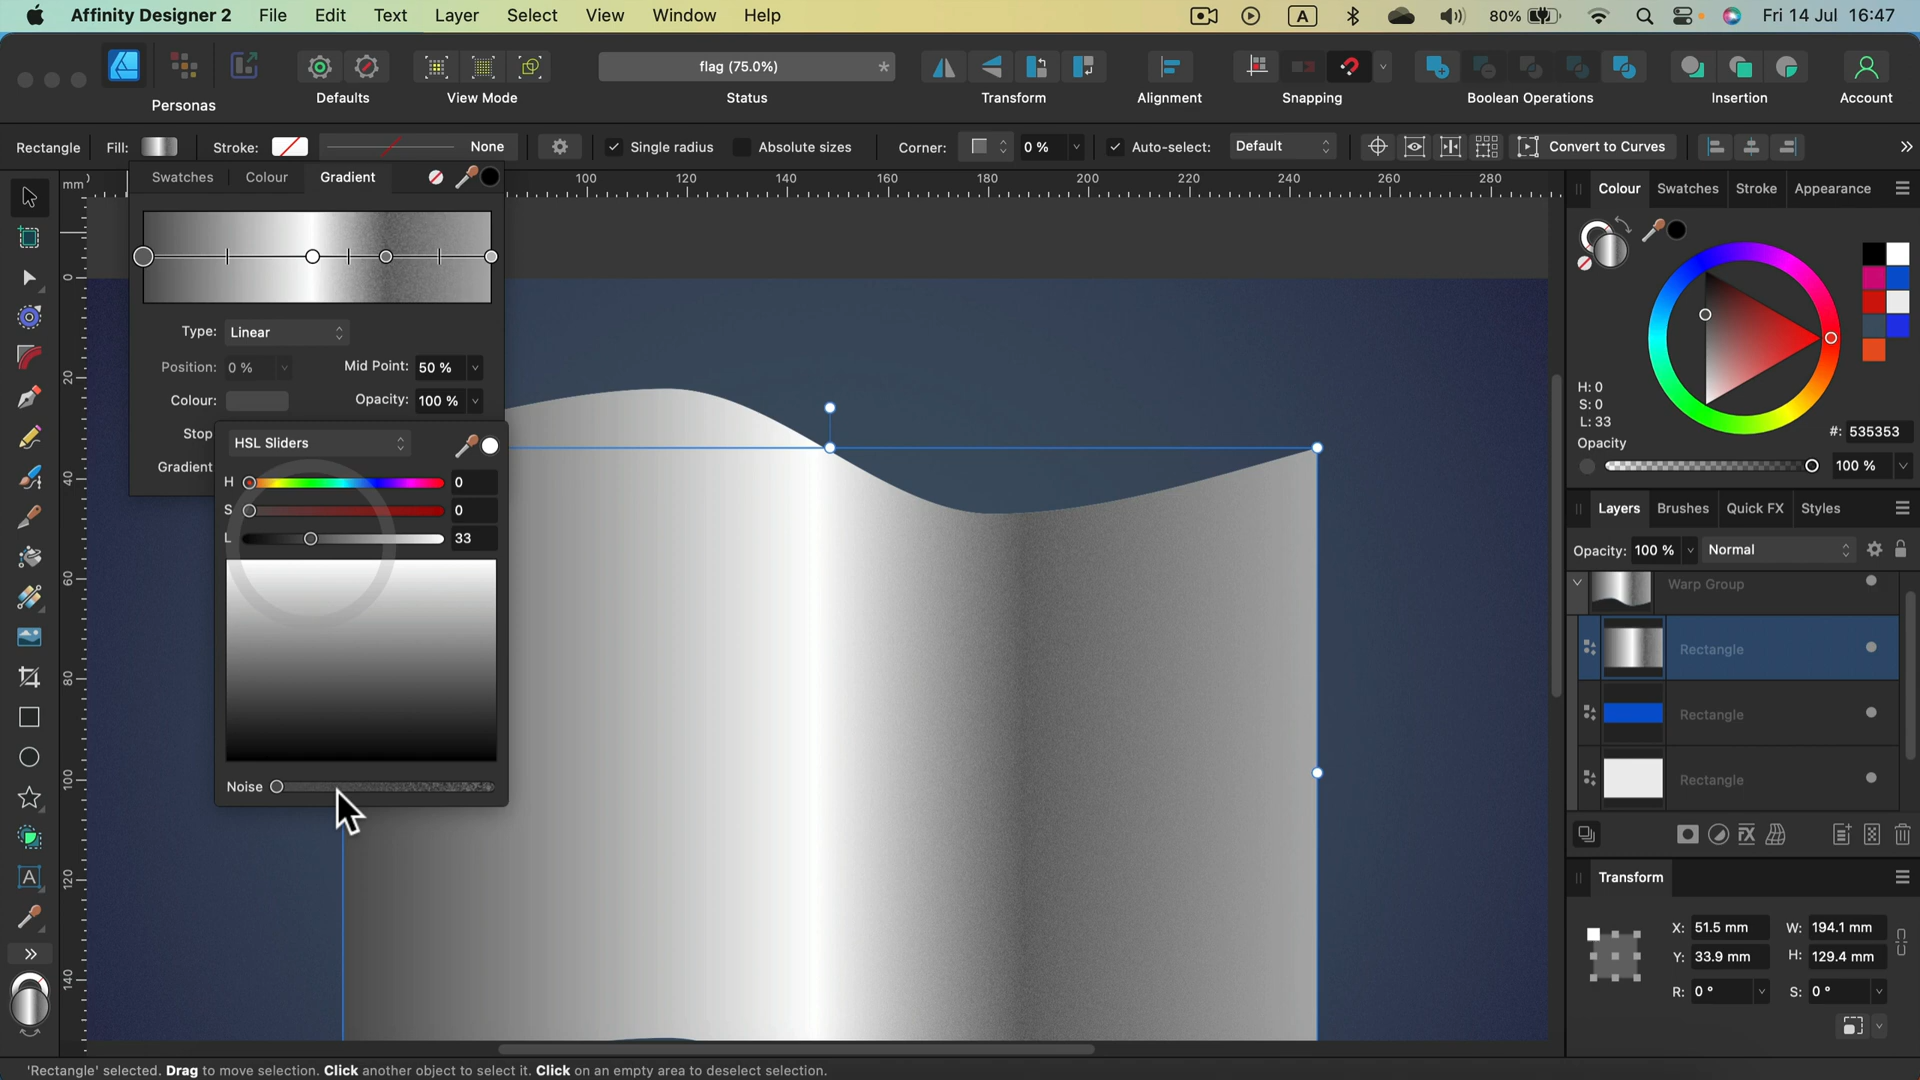 Affinity Designer 2 File Edit Text Layer Select View Window Help A 80% Fri 14 Jul 16:47
flag (75.0%) *
Personas Defaults View Mode Status Transform Alignment Snapping Boolean Operations Insertion Account
Rectangle Fill: Stroke: None Single radius Absolute sizes Corner: 0 % Auto-select: Default Convert to Curves
Swatches Colour Gradient
mm 100 120 140 160 180 200 220 240 260 280
0 20 40 60 80 100 120 140
Type: Linear
Position: 0 % Mid Point: 50 %
Colour: Opacity: 100 %
Stop
Gradient
HSL Sliders
H 0
S 0
L 33
Noise
A
Colour Swatches Stroke Appearance
H: 0
S: 0
L: 33
#: 535353
Opacity
100 %
Layers Brushes Quick FX Styles
Opacity: 100 % Normal
Warp Group
Rectangle
Rectangle
Rectangle
FX
Transform
X: 51.5 mm W: 194.1 mm
Y: 33.9 mm H: 129.4 mm
R: 0 ° S: 0 °
'Rectangle' selected. Drag to move selection. Click another object to select it. Click on an empty area to deselect selection.